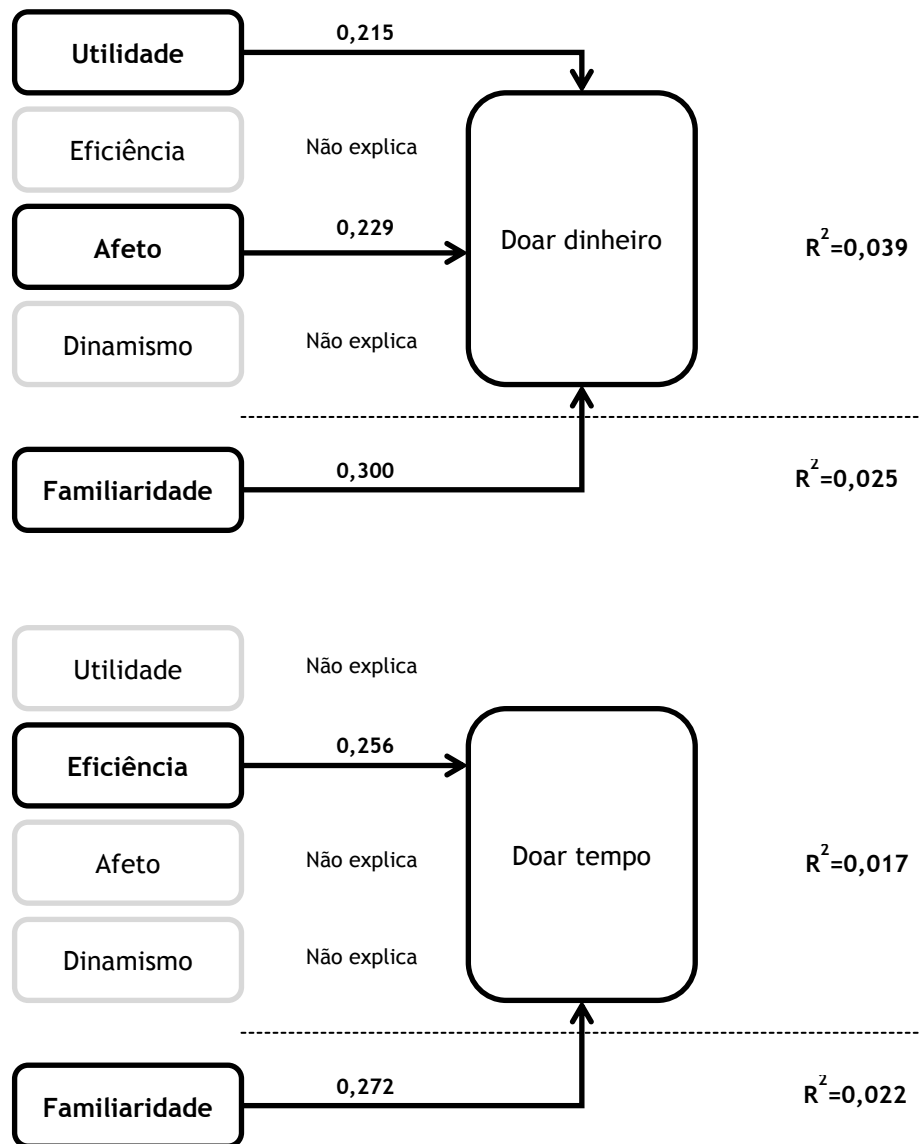 Utilidade
0,215
Eficiência
Não explica
Afeto
0,229
Doar dinheiro
R²=0,039
Dinamismo
Não explica
Familiaridade
0,300
R²=0,025
Utilidade
Não explica
Eficiência
0,256
Afeto
Não explica
Doar tempo
R²=0,017
Dinamismo
Não explica
Familiaridade
0,272
R²=0,022